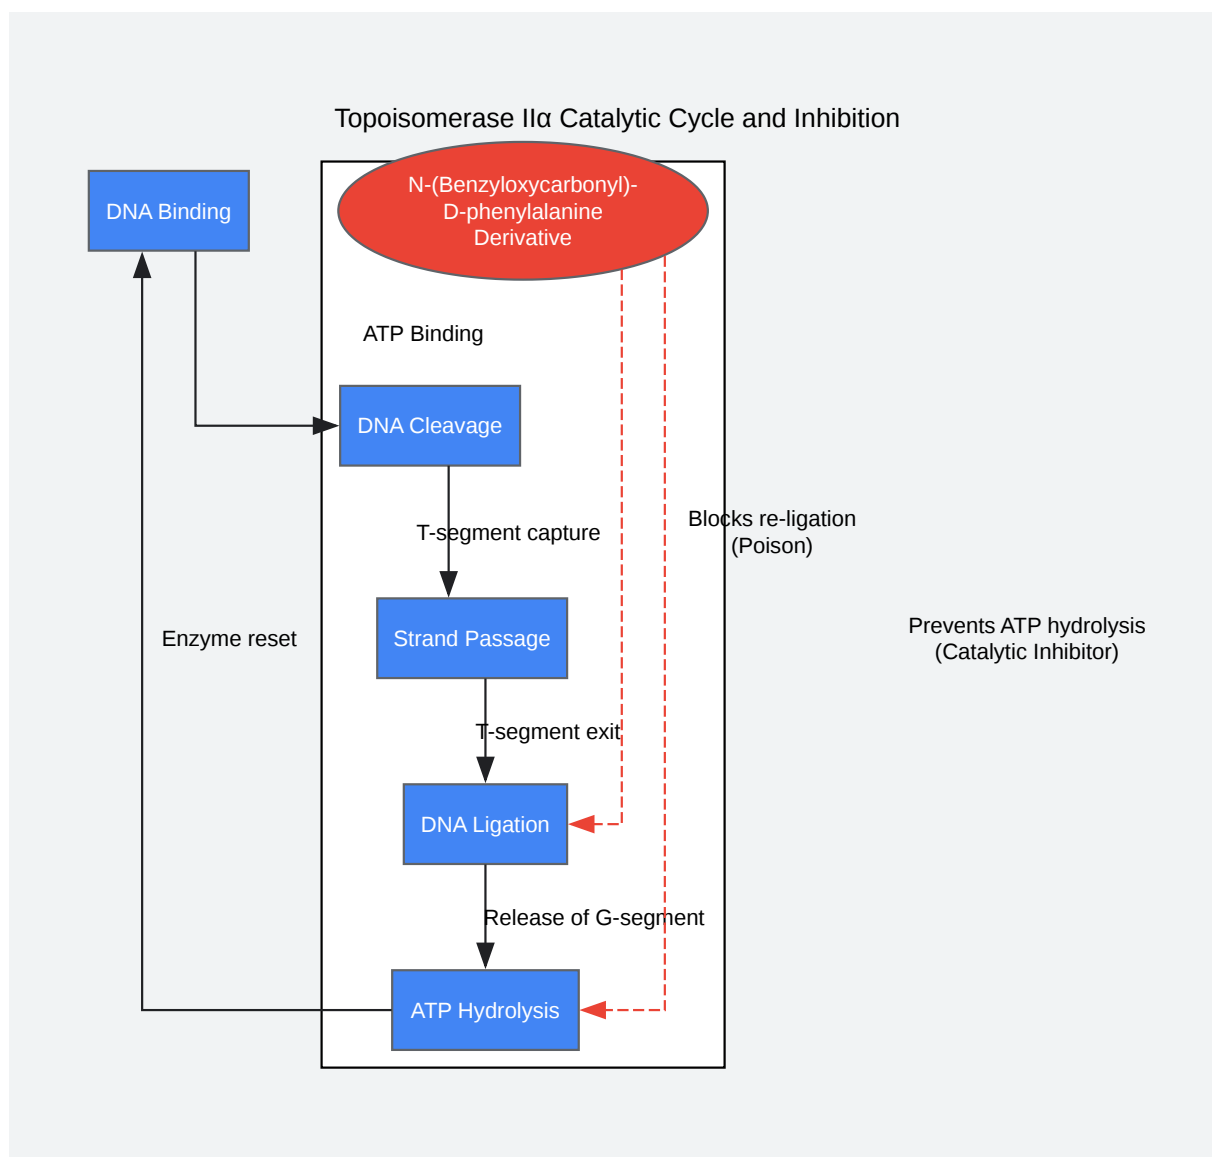 Topoisomerase IIα Catalytic Cycle and Inhibition
DNA Binding
N-(Benzyloxycarbonyl)-
D-phenylalanine
Derivative
ATP Binding
DNA Cleavage
T-segment capture
Blocks re-ligation
(Poison)
Strand Passage
Enzyme reset
Prevents ATP hydrolysis
(Catalytic Inhibitor)
T-segment exit
DNA Ligation
Release of G-segment
ATP Hydrolysis